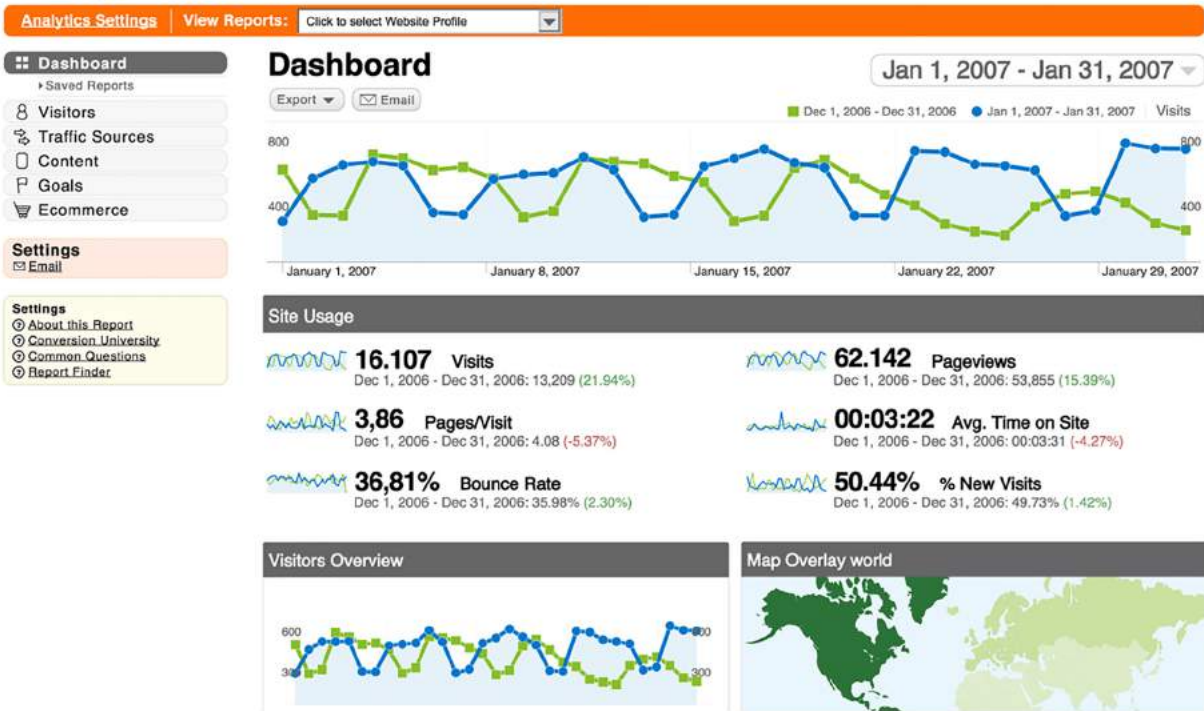 Analytics Settings View Reports: Click to select Website Profile
Dashboard
Saved Reports
Visitors
Traffic Sources
Content
Goals
Ecommerce
Settings
Email
Settings
About this Report
Conversion University
Common Questions
Report Finder
Dashboard
Jan 1, 2007 - Jan 31, 2007
Export Email
Dec 1, 2006 - Dec 31, 2006 Jan 1, 2007 - Jan 31, 2007 Visits
800 800
400 400
January 1, 2007 January 8, 2007 January 15, 2007 January 22, 2007 January 29, 2007
Site Usage
16.107 Visits
Dec 1, 2006 - Dec 31, 2006: 13,209 (21.94%)
62.142 Pageviews
Dec 1, 2006 - Dec 31, 2006: 53,855 (15.39%)
3,86 Pages/Visit
Dec 1, 2006 - Dec 31, 2006: 4.08 (-5.37%)
00:03:22 Avg. Time on Site
Dec 1, 2006 - Dec 31, 2006: 00:03:31 (-4.27%)
36,81% Bounce Rate
Dec 1, 2006 - Dec 31, 2006: 35.98% (2.30%)
50.44% % New Visits
Dec 1, 2006 - Dec 31, 2006: 49.73% (1.42%)
Visitors Overview
600 600
300 300
Map Overlay world